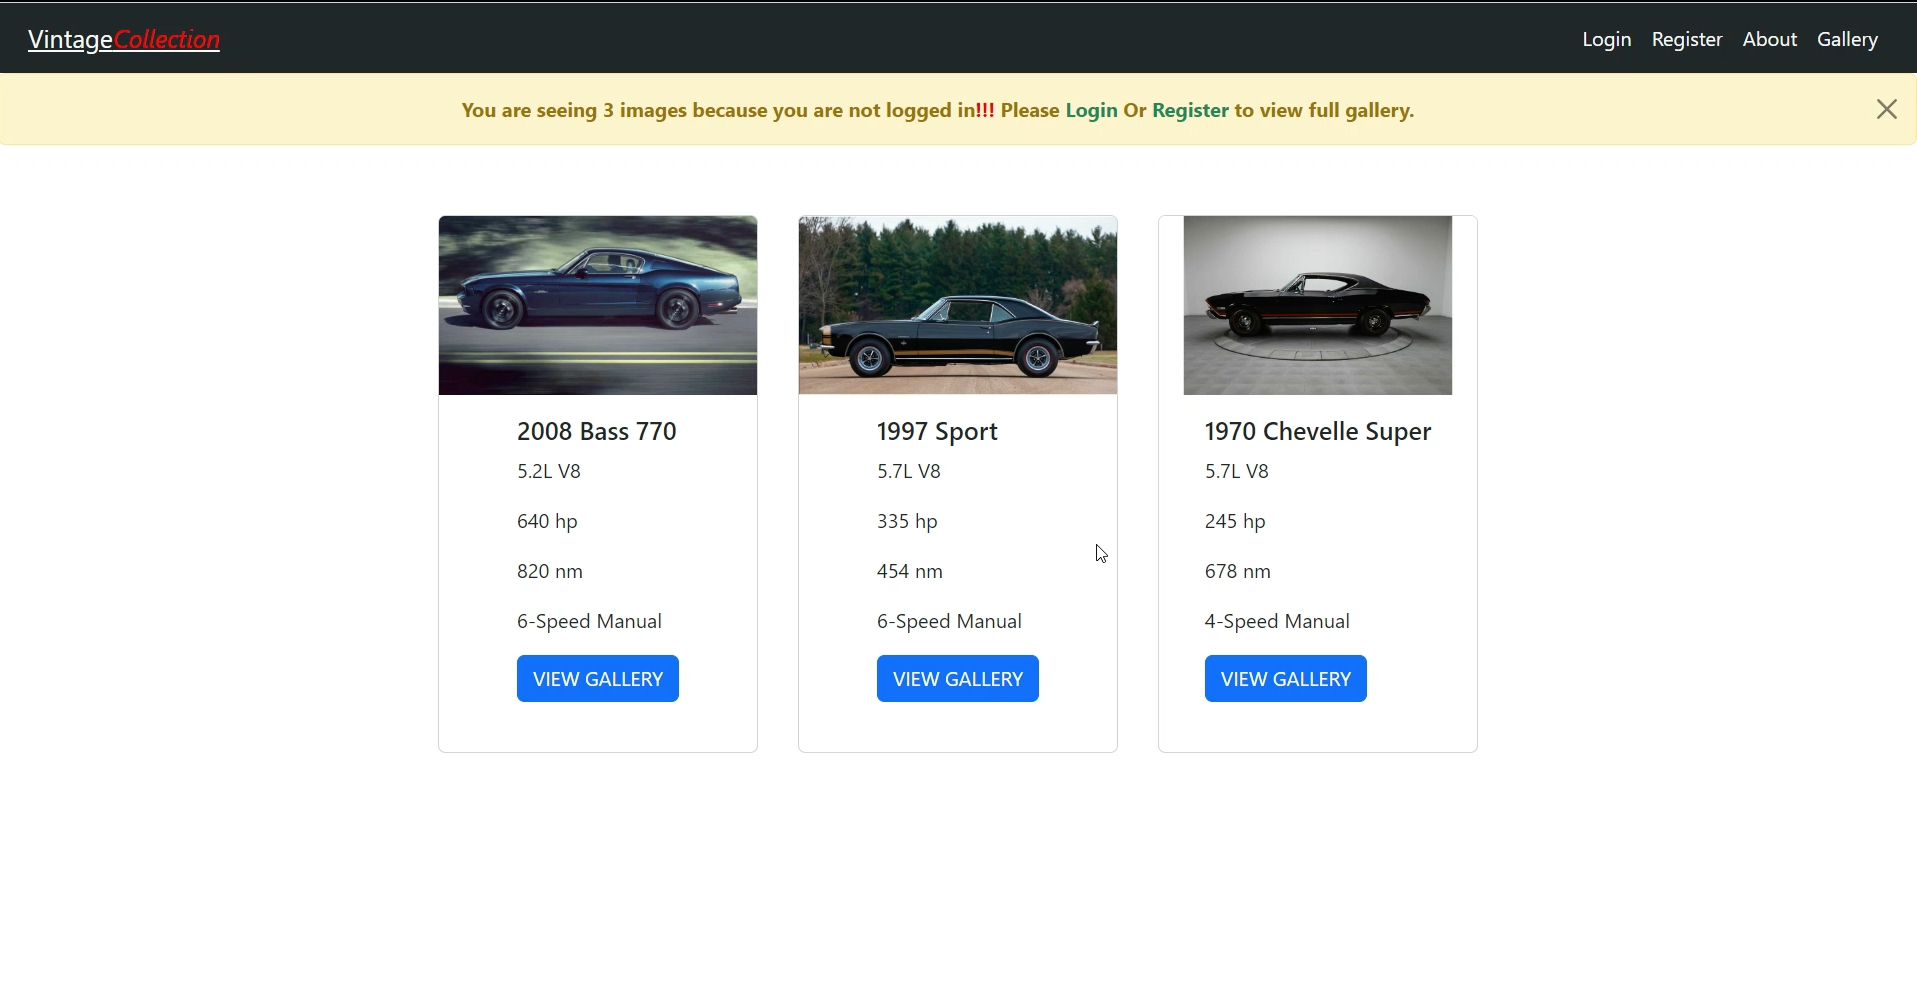 VintageCollection
Login Register About Gallery
You are seeing 3 images because you are not logged in!!! Please Login Or Register to view full gallery.
2008 Bass 770
5.2L V8
640 hp
820 nm
6-Speed Manual
VIEW GALLERY
1997 Sport
5.7L V8
335 hp
454 nm
6-Speed Manual
VIEW GALLERY
1970 Chevelle Super
5.7L V8
245 hp
678 nm
4-Speed Manual
VIEW GALLERY